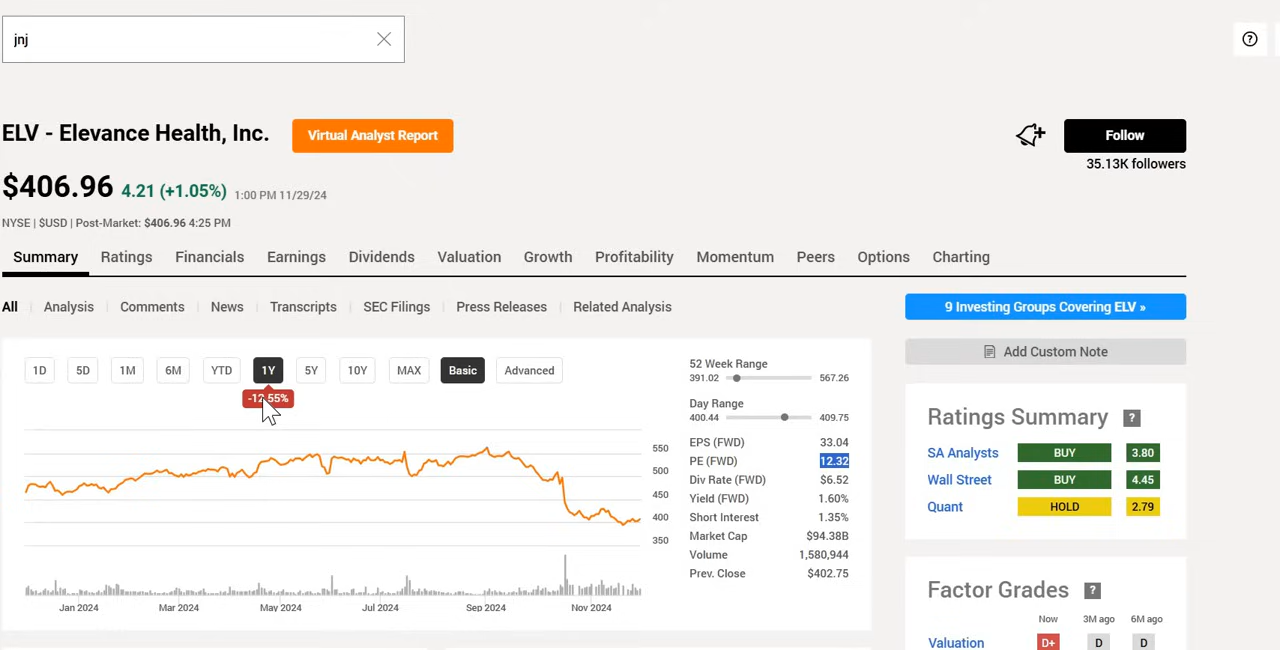 jnj
ELV - Elevance Health, Inc.
Virtual Analyst Report
Follow
35.13K followers
$406.96 4.21 (+1.05%) 1:00 PM 11/29/24
NYSE | $USD | Post-Market: $406.96 4:25 PM
Summary Ratings Financials Earnings Dividends Valuation Growth Profitability Momentum Peers Options Charting
All Analysis Comments News Transcripts SEC Filings Press Releases Related Analysis
9 Investing Groups Covering ELV »
Add Custom Note
1D 5D 1M 6M YTD 1Y 5Y 10Y MAX Basic Advanced
-12.55%
550
500
450
400
350
Jan 2024 Mar 2024 May 2024 Jul 2024 Sep 2024 Nov 2024
52 Week Range
391.02 567.26
Day Range
400.44 409.75
EPS (FWD) 33.04
PE (FWD) 12.32
Div Rate (FWD) $6.52
Yield (FWD) 1.60%
Short Interest 1.35%
Market Cap $94.38B
Volume 1,580,944
Prev. Close $402.75
Ratings Summary ?
SA Analysts BUY 3.80
Wall Street BUY 4.45
Quant HOLD 2.79
Factor Grades ?
Now 3M ago 6M ago
Valuation D+ D D